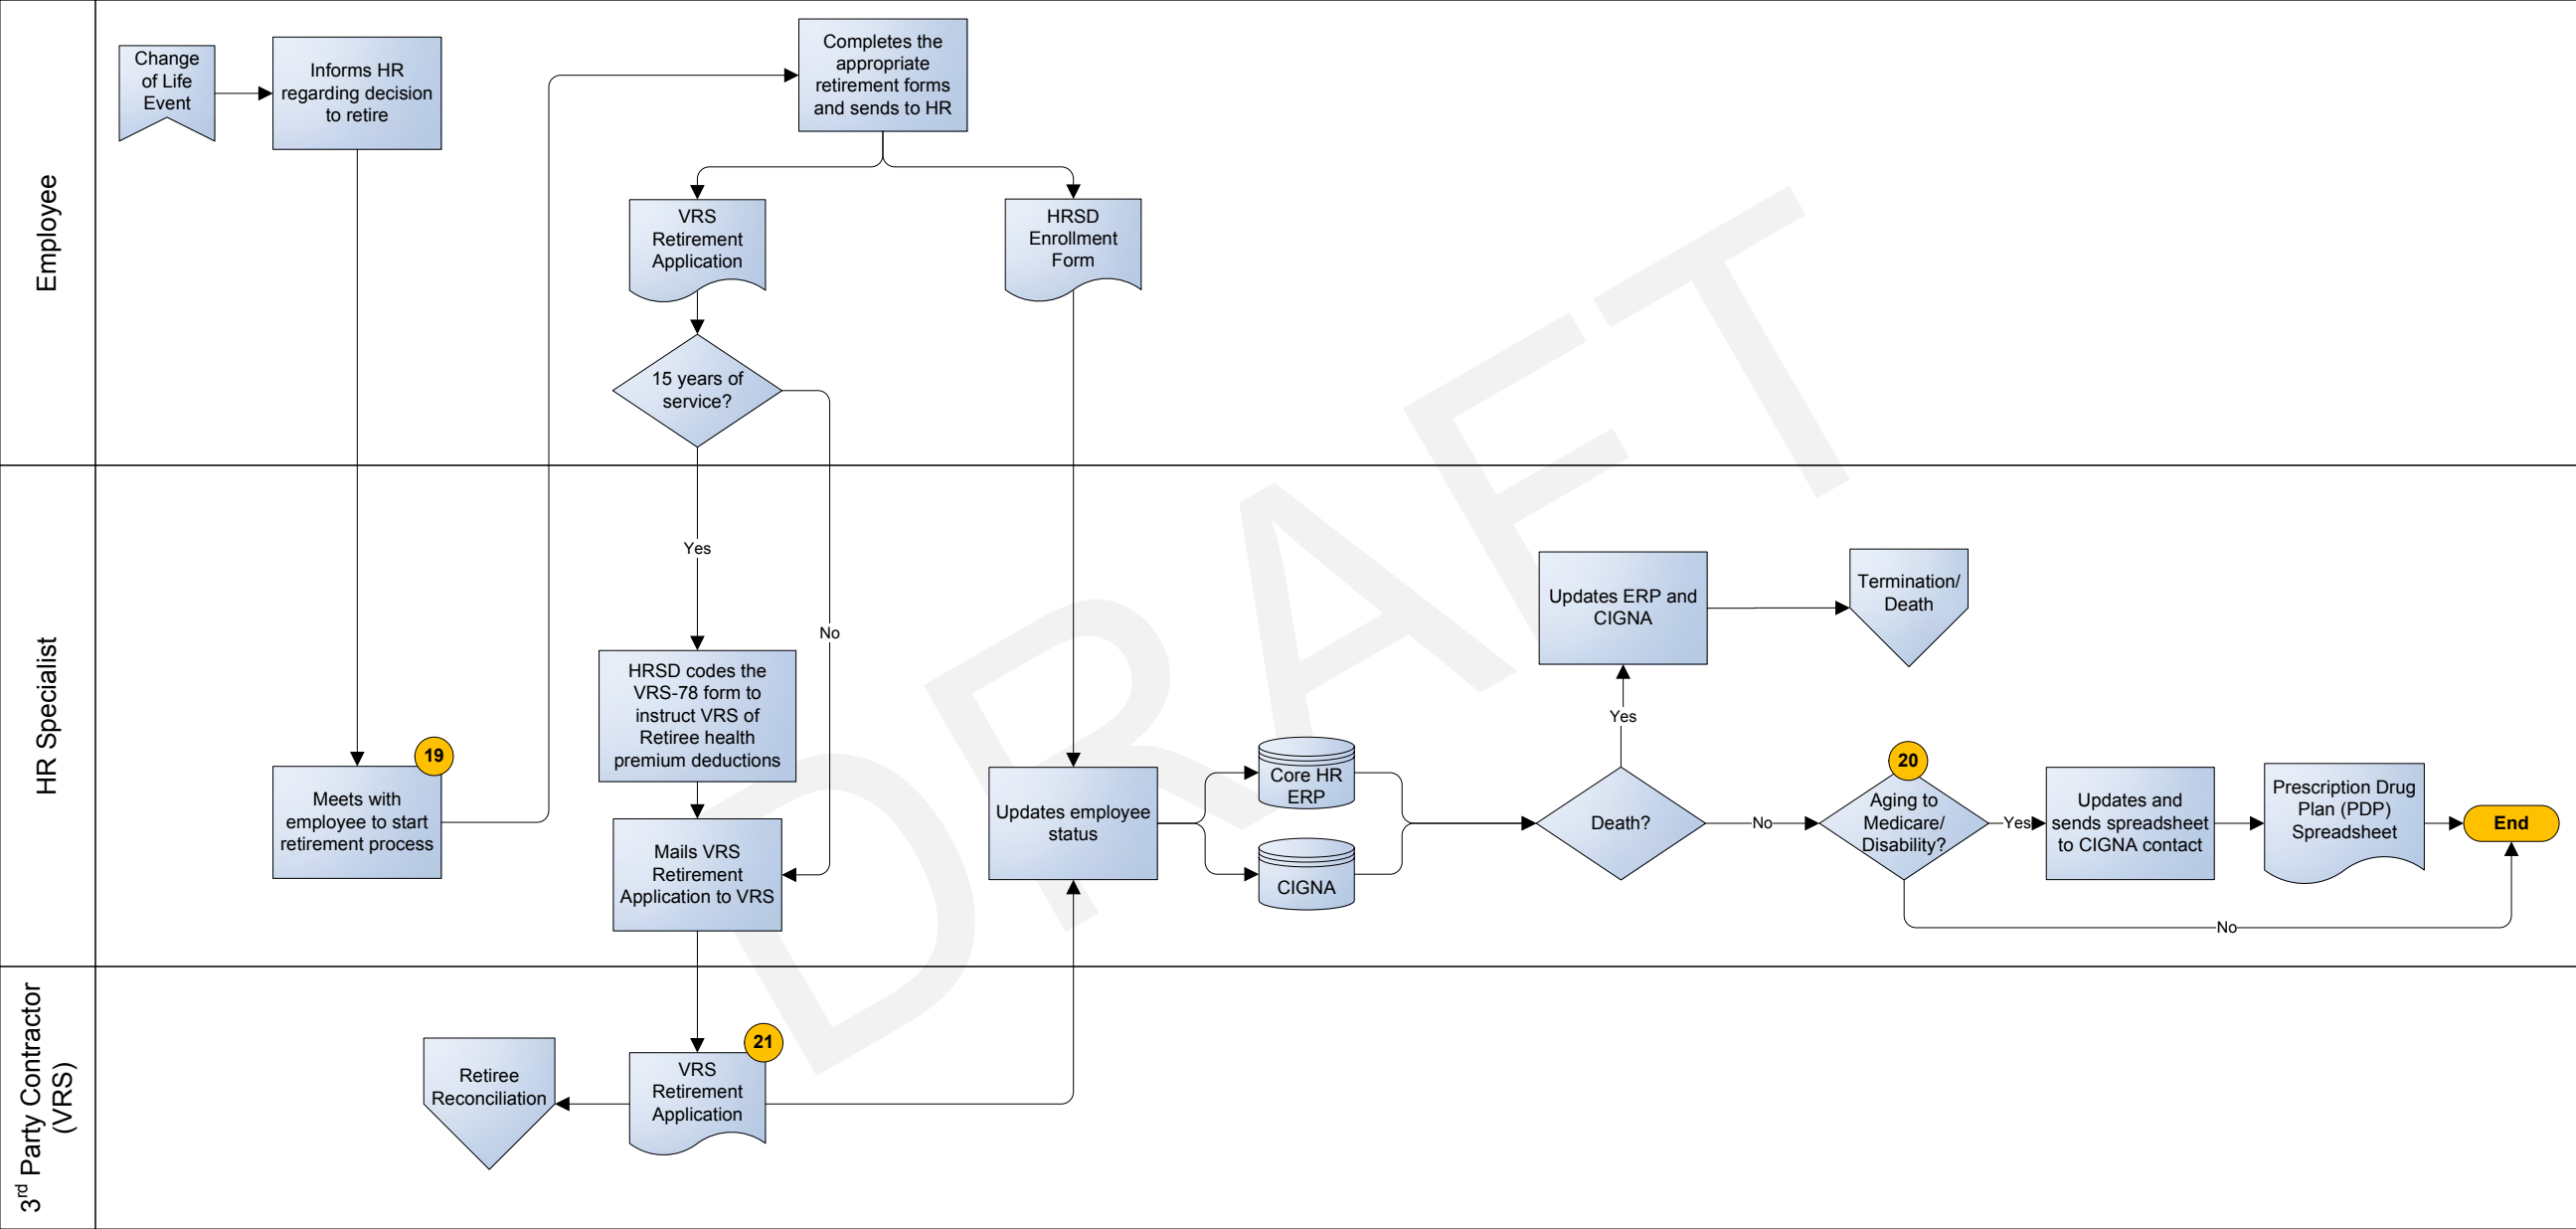 Employee
Change
of Life
Event
Informs HR
regarding decision
to retire
Completes the
appropriate
retirement forms
and sends to HR
VRS
Retirement
Application
HRSD
Enrollment
Form
15 years of
service?
HR Specialist
Yes
No
HRSD codes the
VRS-78 form to
instruct VRS of
Retiree health
premium deductions
19
Meets with
employee to start
retirement process
Mails VRS
Retirement
Application to VRS
Updates employee
status
Core HR
ERP
CIGNA
Death?
Yes
Updates ERP and
CIGNA
Termination/
Death
No
20
Aging to
Medicare/
Disability?
Yes
Updates and
sends spreadsheet
to CIGNA contact
Prescription Drug
Plan (PDP)
Spreadsheet
End
No
3rd Party Contractor
(VRS)
Retiree
Reconciliation
21
VRS
Retirement
Application
DRAFT